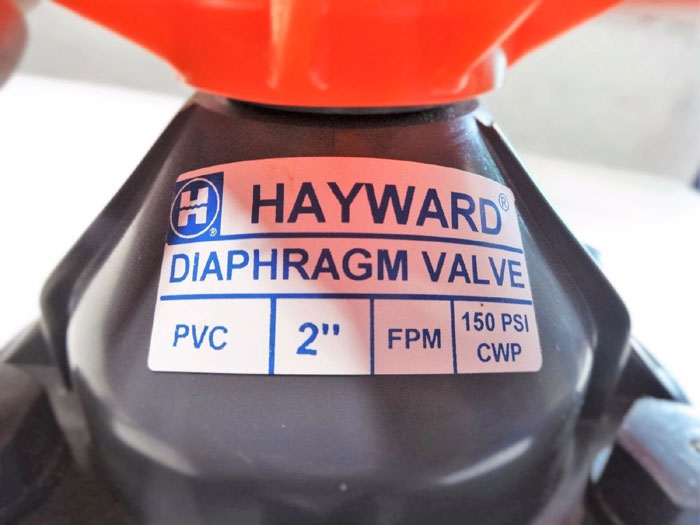 H ® HAYWARD®
DIAPHRAGM VALVE
PVC 2" FPM 150 PSI
CWP